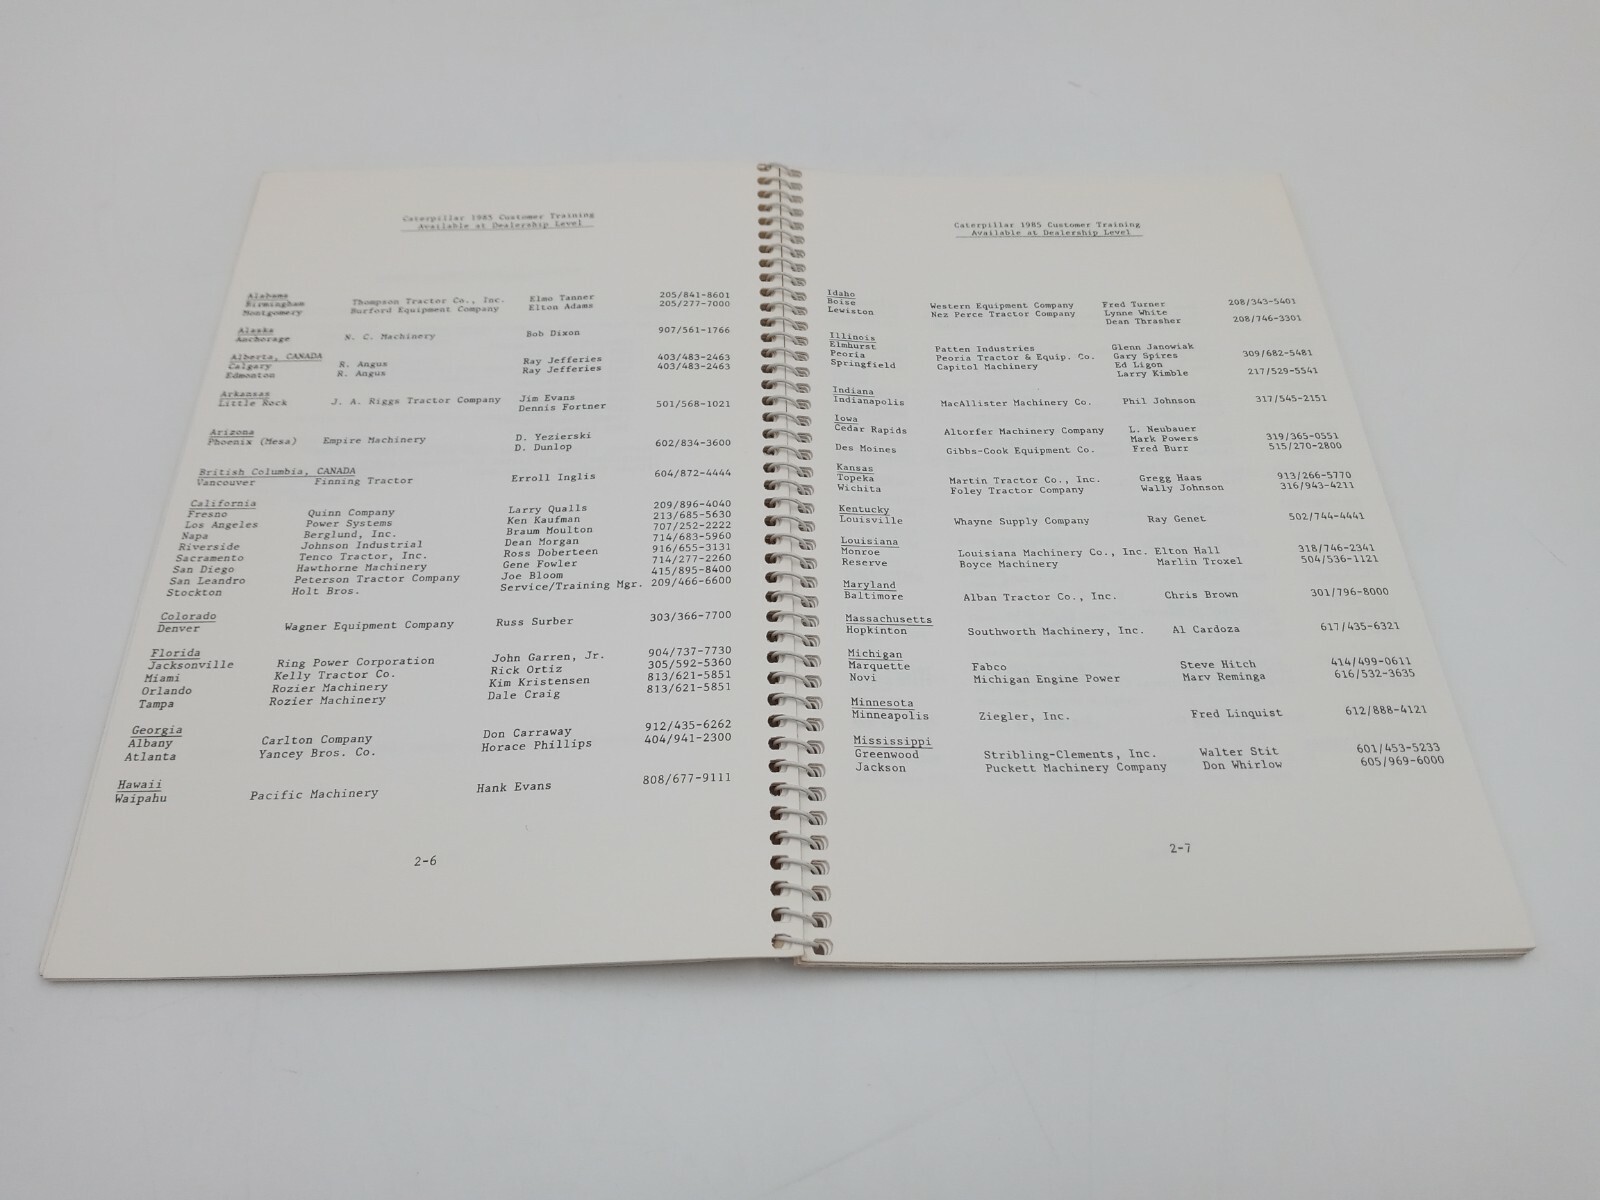 Caterpillar 1985 Customer Training
Available at Dealership Level
Alabama
Birmingham Thompson Tractor Co., Inc. Elmo Tanner 205/841-8601
Montgomery Burford Equipment Company Elton Adams 205/277-7000
Alaska
Anchorage N. C. Machinery Bob Dixon 907/561-1766
Alberta, CANADA
Calgary R. Angus Ray Jefferies 403/483-2463
Edmonton R. Angus Ray Jefferies 403/483-2463
Arkansas
Little Rock J. A. Riggs Tractor Company Jim Evans
Dennis Fortner 501/568-1021
Arizona
Phoenix (Mesa) Empire Machinery D. Yezierski
D. Dunlop 602/834-3600
British Columbia, CANADA
Vancouver Finning Tractor Erroll Inglis 604/872-4444
California
Fresno Quinn Company Larry Qualls 209/896-4040
Los Angeles Power Systems Ken Kaufman 213/685-5630
Napa Berglund, Inc. Braum Moulton 707/252-2222
Riverside Johnson Industrial Dean Morgan 714/683-5960
Sacramento Tenco Tractor, Inc. Ross Doberteen 916/655-3131
San Diego Hawthorne Machinery Gene Fowler 714/277-2260
San Leandro Peterson Tractor Company Joe Bloom 415/895-8400
Stockton Holt Bros. Service/Training Mgr. 209/466-6600
Colorado
Denver Wagner Equipment Company Russ Surber 303/366-7700
Florida
Jacksonville Ring Power Corporation John Garren, Jr. 904/737-7730
Miami Kelly Tractor Co. Rick Ortiz 305/592-5360
Orlando Rozier Machinery Kim Kristensen 813/621-5851
Tampa Rozier Machinery Dale Craig 813/621-5851
Georgia
Albany Carlton Company Don Carraway 912/435-6262
Atlanta Yancey Bros. Co. Horace Phillips 404/941-2300
Hawaii
Waipahu Pacific Machinery Hank Evans 808/677-9111
2-6
Caterpillar 1985 Customer Training
Available at Dealership Level
Idaho
Boise Western Equipment Company Fred Turner 208/343-5401
Lewiston Nez Perce Tractor Company Lynne White
Dean Thrasher 208/746-3301
Illinois
Elmhurst Patten Industries Glenn Janowiak
Peoria Peoria Tractor & Equip. Co. Gary Spires 309/682-5481
Springfield Capitol Machinery Ed Ligon
Larry Kimble 217/529-5541
Indiana
Indianapolis MacAllister Machinery Co. Phil Johnson 317/545-2151
Iowa
Cedar Rapids Altorfer Machinery Company L. Neubauer
Mark Powers 319/365-0551
Des Moines Gibbs-Cook Equipment Co. Fred Burr 515/270-2800
Kansas
Topeka Martin Tractor Co., Inc. Gregg Haas 913/266-5770
Wichita Foley Tractor Company Wally Johnson 316/943-4211
Kentucky
Louisville Whayne Supply Company Ray Genet 502/744-4441
Louisiana
Monroe Louisiana Machinery Co., Inc. Elton Hall 318/746-2341
Reserve Boyce Machinery Marlin Troxel 504/536-1121
Maryland
Baltimore Alban Tractor Co., Inc. Chris Brown 301/796-8000
Massachusetts
Hopkinton Southworth Machinery, Inc. Al Cardoza 617/435-6321
Michigan
Marquette Fabco Steve Hitch 414/499-0611
Novi Michigan Engine Power Marv Reminga 616/532-3635
Minnesota
Minneapolis Ziegler, Inc. Fred Linquist 612/888-4121
Mississippi
Greenwood Stribling-Clements, Inc. Walter Stit 601/453-5233
Jackson Puckett Machinery Company Don Whirlow 605/969-6000
2-7